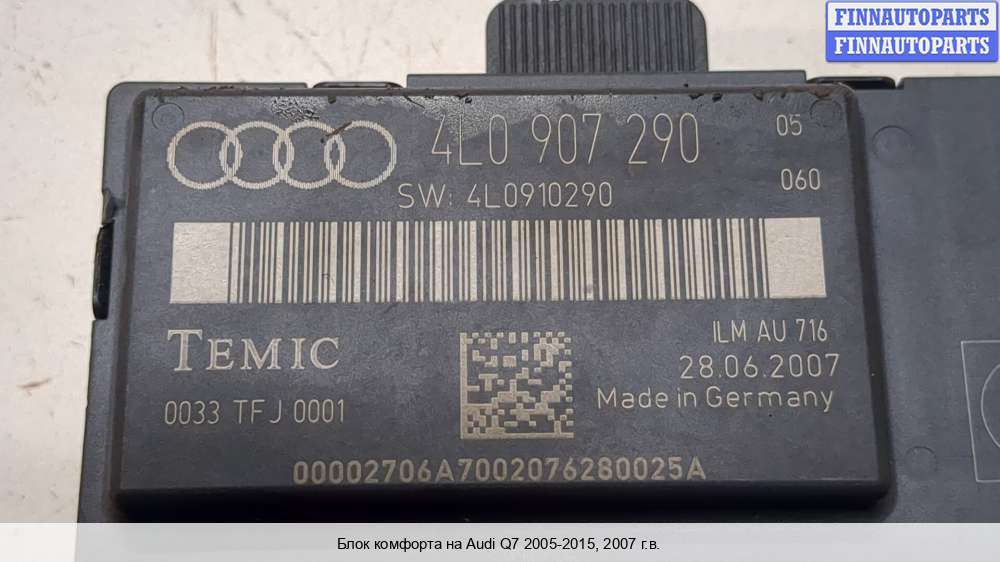 FINNAUTOPARTS
FINNAUTOPARTS
4L0 907 290 05
SW: 4L0910290 060
TEMIC
ILM AU 716
28.06.2007
0033 TFJ 0001
Made in Germany
00002706A7002076280025A
Блок комфорта на Audi Q7 2005-2015, 2007 г.в.